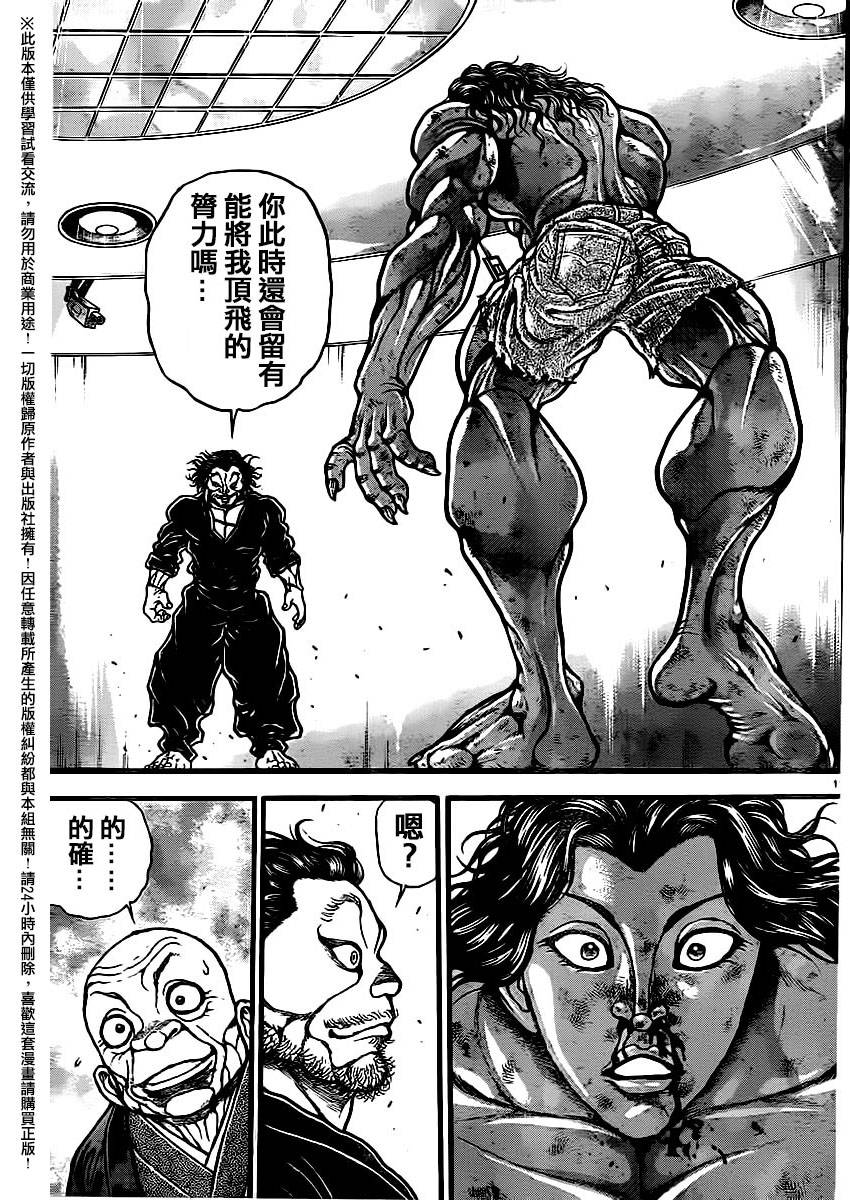 你此時還會留有
能將我頂飛的
膂力嗎…
1
嗯？
的……
的確…
※此版本僅供學習試看交流，請勿用於商業用途！一切版權歸原作者與出版社擁有！因任意轉載所產生的版權糾紛都與本組無關！請24小時內刪除，喜歡這套漫畫請購買正版！